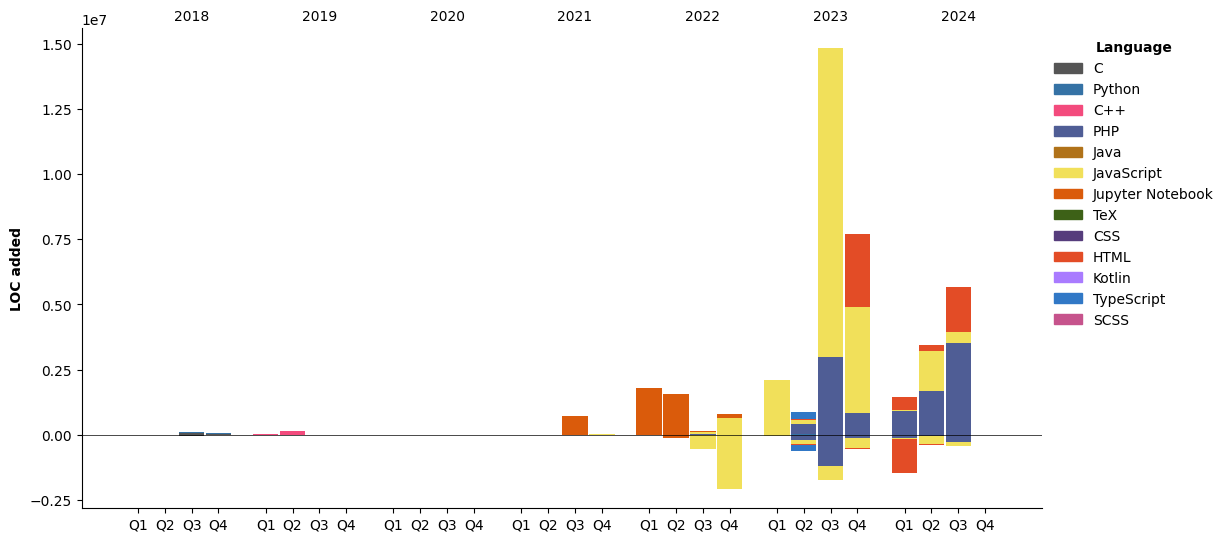 1e7
2018 2019 2020 2021 2022 2023 2024
LOC added
1.50
1.25
1.00
0.75
0.50
0.25
0.00
−0.25
Q1 Q2 Q3 Q4 Q1 Q2 Q3 Q4 Q1 Q2 Q3 Q4 Q1 Q2 Q3 Q4 Q1 Q2 Q3 Q4 Q1 Q2 Q3 Q4 Q1 Q2 Q3 Q4
Language
C
Python
C++
PHP
Java
JavaScript
Jupyter Notebook
TeX
CSS
HTML
Kotlin
TypeScript
SCSS